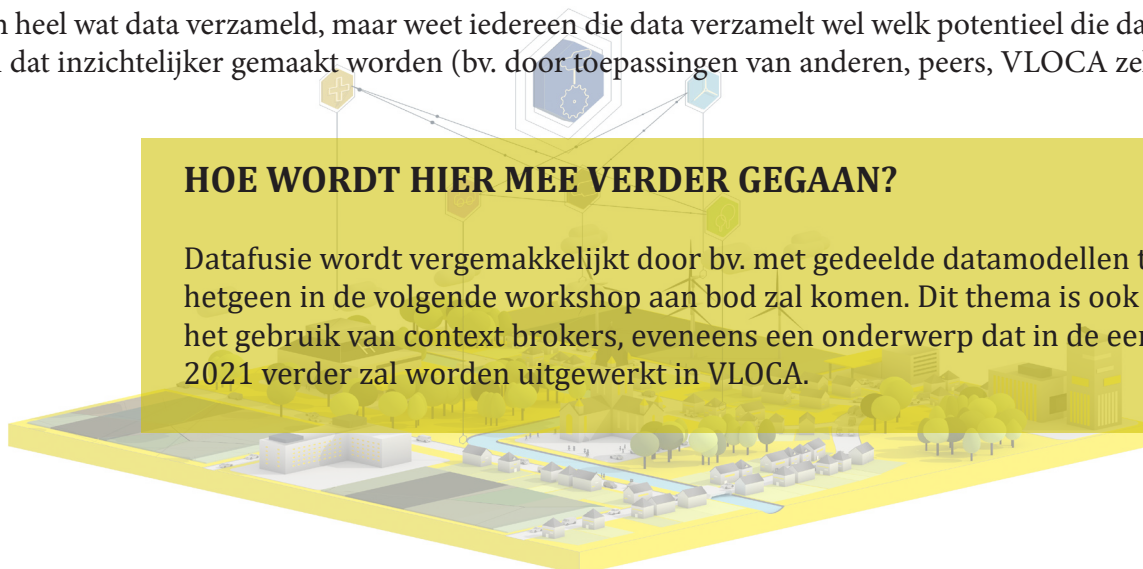 heel wat data verzameld, maar weet iedereen die data verzamelt wel welk potentieel die da
dat inzichtelijker gemaakt worden (bv. door toepassingen van anderen, peers, VLOCA ze
HOE WORDT HIER MEE VERDER GEGAAN?
Datafusie wordt vergemakkelijkt door bv. met gedeelde datamodellen t
hetgeen in de volgende workshop aan bod zal komen. Dit thema is ook
het gebruik van context brokers, eveneens een onderwerp dat in de eer
2021 verder zal worden uitgewerkt in VLOCA.